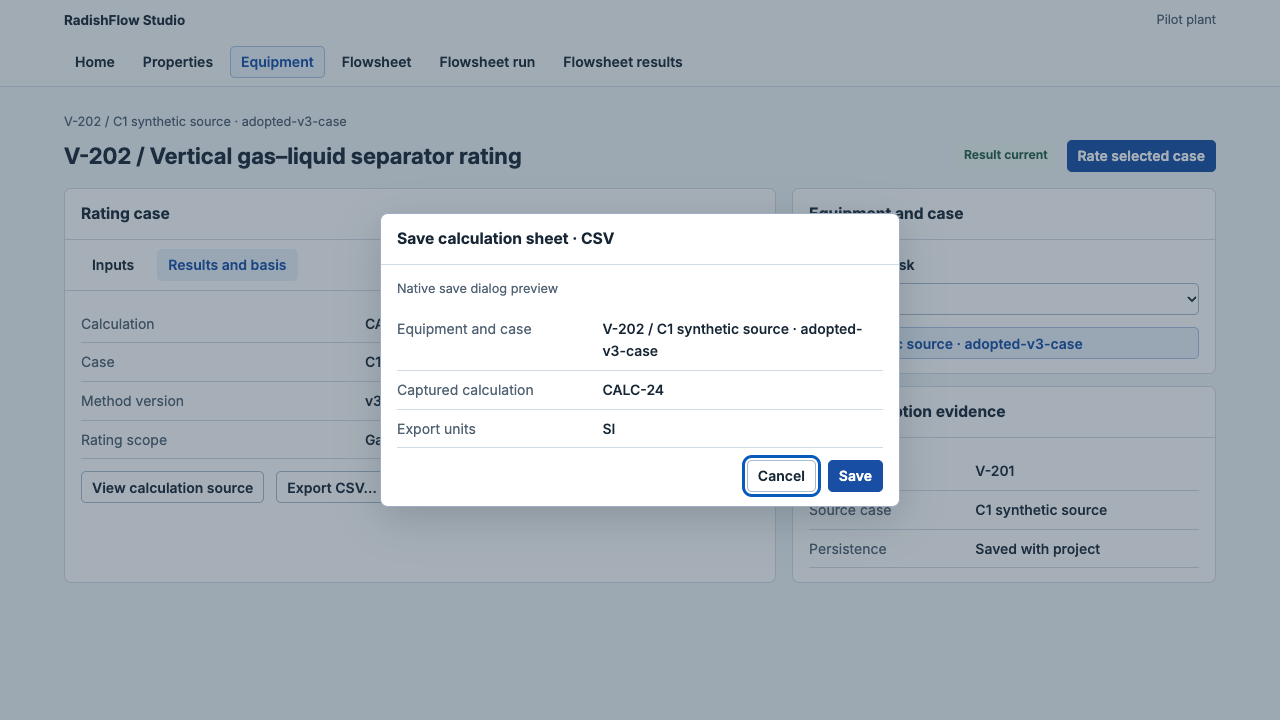 RadishFlow Studio
Pilot plant
Home
Properties
Equipment
Flowsheet
Flowsheet run
Flowsheet results
V-202 / C1 synthetic source · adopted-v3-case
V-202 / Vertical gas–liquid separator rating
Result current
Rate selected case
Rating case
Inputs
Results and basis
Calculation
Case
C1
Method version
Rating scope
View calculation source
Export CSV...
Save calculation sheet · CSV
Native save dialog preview
Equipment and case
V-202 / C1 synthetic source · adopted-
v3-case
Captured calculation
CALC-24
Export units
SI
Cancel
Save
and case
source · adopted-v3-case
evidence
V-201
Source case
C1 synthetic source
Persistence
Saved with project